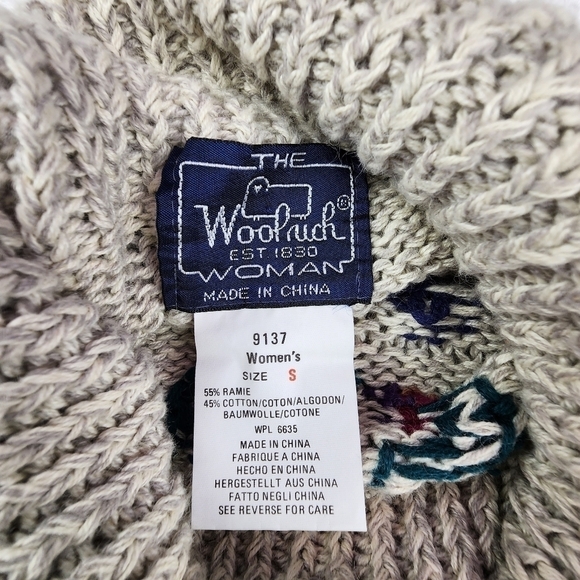 THE
Woolrich®
EST 1830
WOMAN
MADE IN CHINA
9137
Women's
SIZE S
55% RAMIE
45% COTTON/COTON/ALGODON/
BAUMWOLLE/COTONE
WPL 6635
MADE IN CHINA
FABRIQUE A CHINA
HECHO EN CHINA
HERGESTELLT AUS CHINA
FATTO NEGLI CHINA
SEE REVERSE FOR CARE